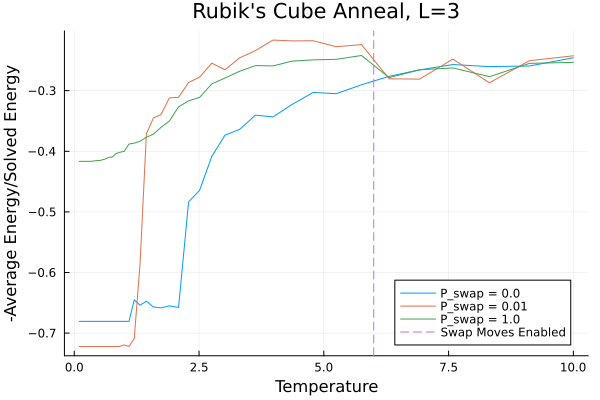 Rubik's Cube Anneal, L=3
-Average Energy/Solved Energy
−0.3
−0.4
−0.5
−0.6
−0.7
P_swap = 0.0
P_swap = 0.01
P_swap = 1.0
Swap Moves Enabled
0.0 2.5 5.0 7.5 10.0
Temperature